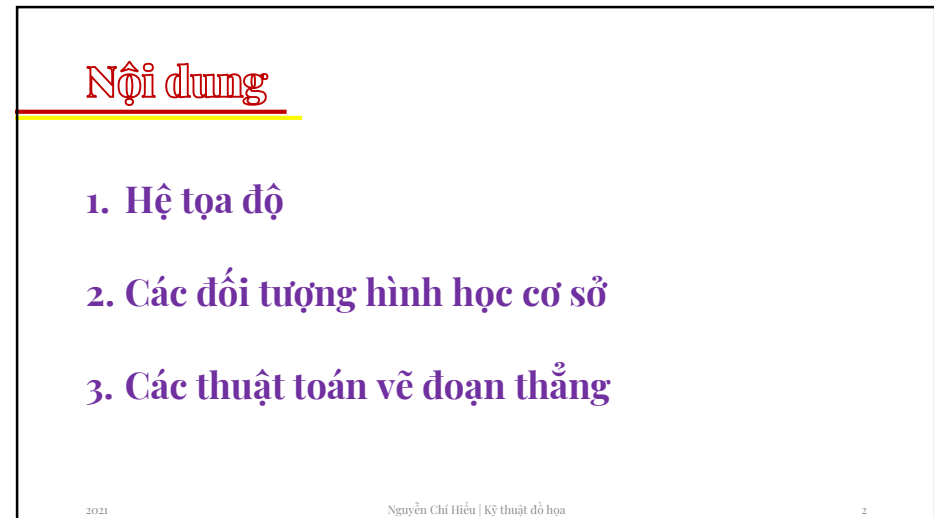 Nội dung
1. Hệ tọa độ
2. Các đối tượng hình học cơ sở
3. Các thuật toán vẽ đoạn thẳng
2021 Nguyễn Chí Hiếu | Kỹ thuật đồ họa 2